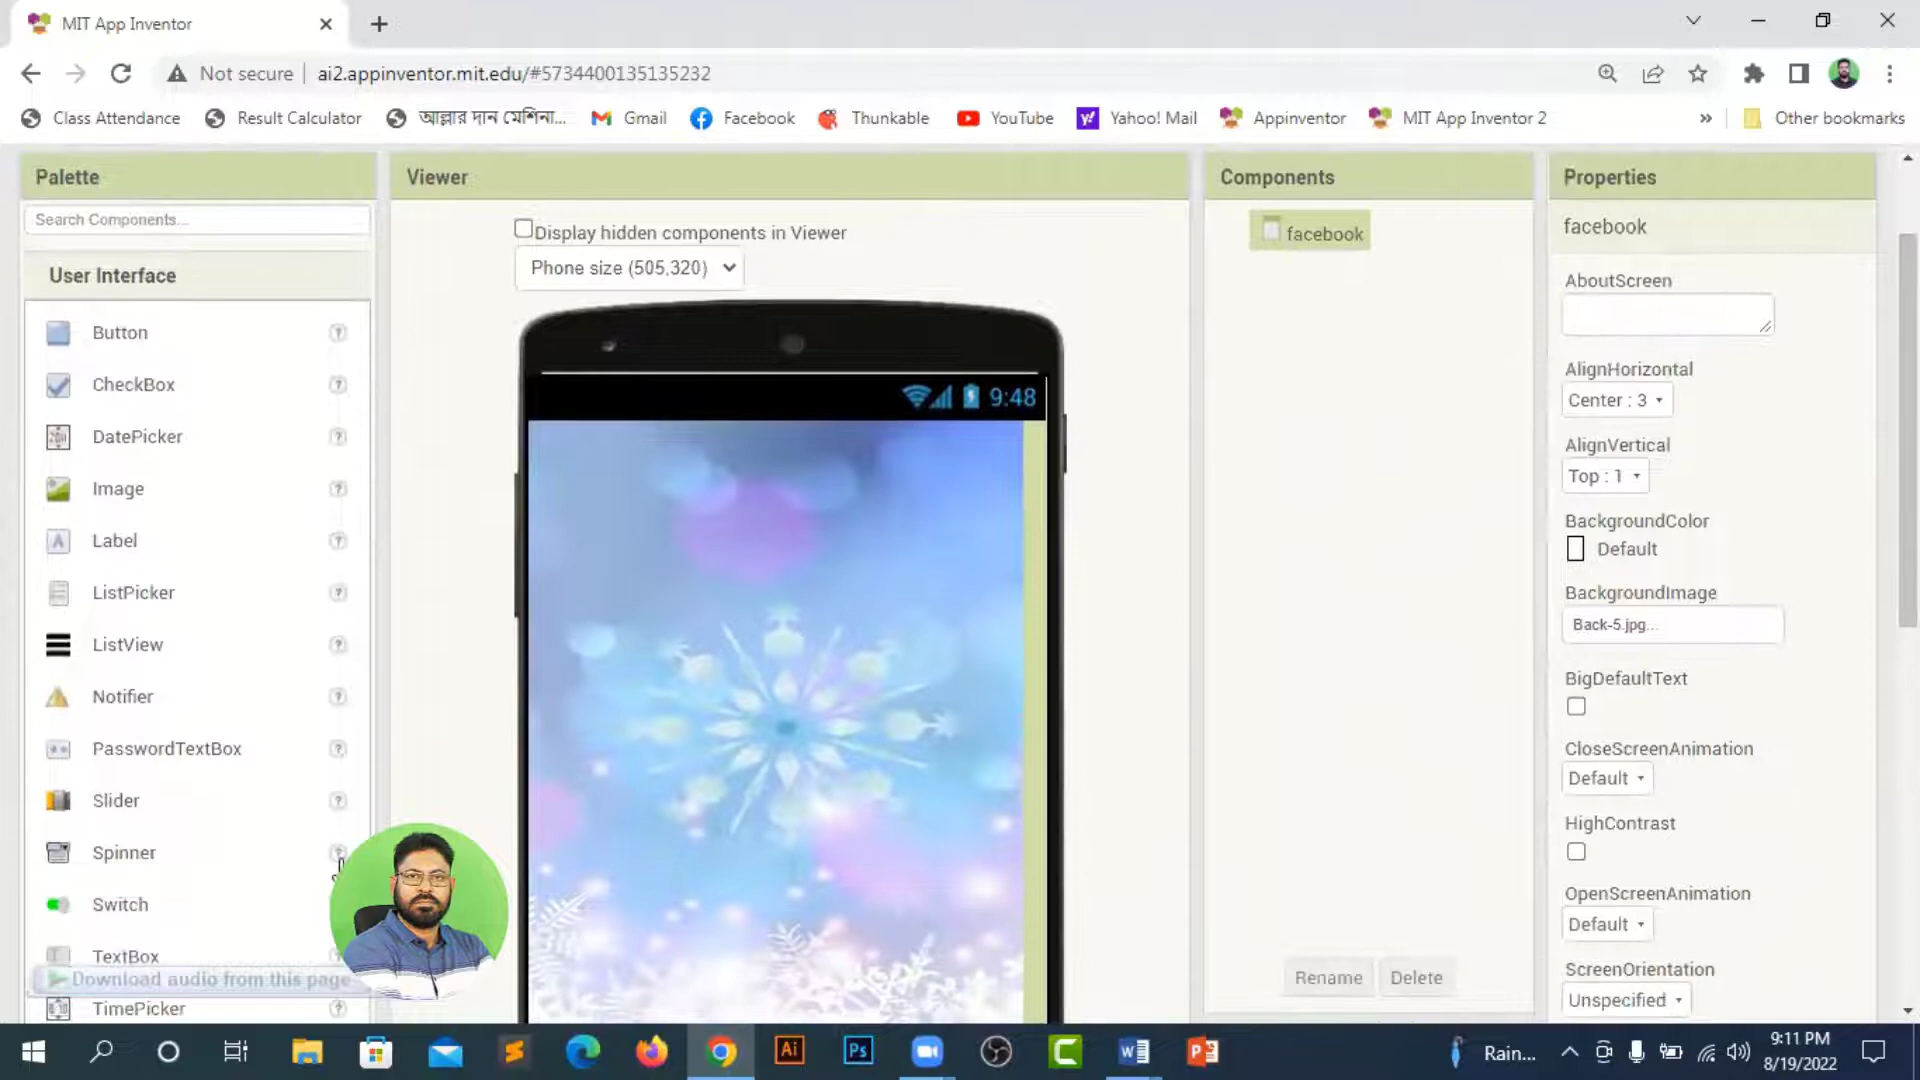 MIT App Inventor
Not secure
ai2.appinventor.mit.edu/#5734400135135232
Class Attendance
Result Calculator
আল্লার দান মেশিনা...
Gmail
Facebook
Thunkable
YouTube
Yahoo! Mail
Appinventor
MIT App Inventor 2
»
Other bookmarks
Palette
Search Components...
User Interface
Button
CheckBox
DatePicker
Image
Label
ListPicker
ListView
Notifier
PasswordTextBox
Slider
Spinner
Switch
TextBox
Download audio from this page
TimePicker
Viewer
Display hidden components in Viewer
Phone size (505,320)
9:48
Components
facebook
Rename
Delete
Properties
facebook
AboutScreen
AlignHorizontal
Center : 3
AlignVertical
Top : 1
BackgroundColor
Default
BackgroundImage
Back-5.jpg...
BigDefaultText
CloseScreenAnimation
Default
HighContrast
OpenScreenAnimation
Default
ScreenOrientation
Unspecified
Ai
Ps
Rain...
9:11 PM
8/19/2022